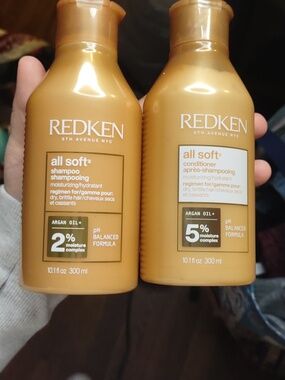 REDKEN
5TH AVENUE NYC
all soft®
shampoo
shampooing
moisturizing/hydratant
regimen for/gamme pour:
dry, brittle hair/cheveux secs
et cassants
ARGAN OIL+
2%
moisture
complex
pH
BALANCED
FORMULA
10.1 fl oz 300 ml
REDKEN
5TH AVENUE NYC
all soft®
conditioner
après-shampooing
moisturizing/hydratant
regimen for/gamme pour:
dry, brittle hair/cheveux secs
et cassants
ARGAN OIL+
5%
moisture
complex
pH
BALANCED
FORMULA
10.1 fl oz 300 ml